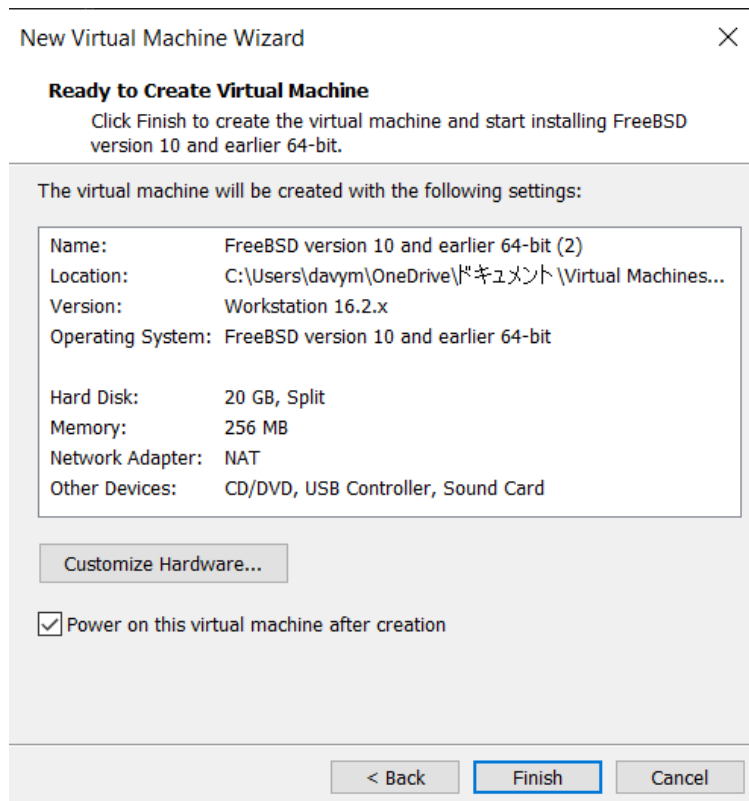 New Virtual Machine Wizard
Ready to Create Virtual Machine
Click Finish to create the virtual machine and start installing FreeBSD
version 10 and earlier 64-bit.
The virtual machine will be created with the following settings:
Name: FreeBSD version 10 and earlier 64-bit (2)
Location: C:\Users\davym\OneDrive\ドキュメント\Virtual Machines...
Version: Workstation 16.2.x
Operating System: FreeBSD version 10 and earlier 64-bit
Hard Disk: 20 GB, Split
Memory: 256 MB
Network Adapter: NAT
Other Devices: CD/DVD, USB Controller, Sound Card
Customize Hardware...
Power on this virtual machine after creation
< Back Finish Cancel